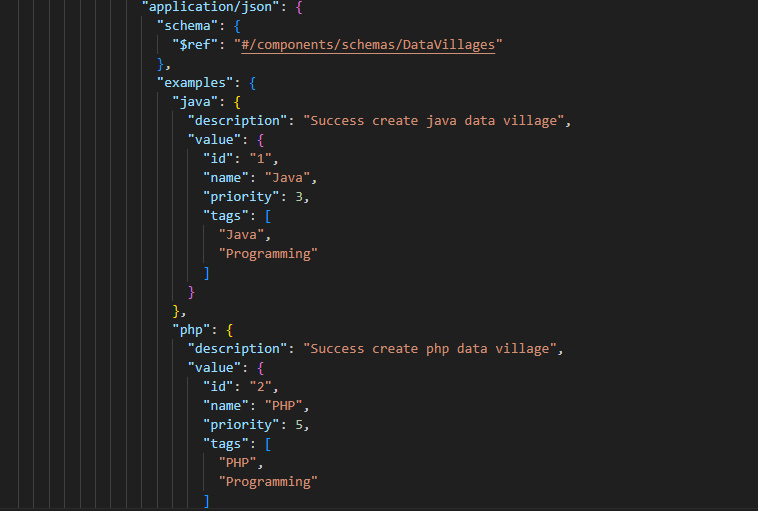 "application/json": {
"schema": {
"$ref": "#/components/schemas/DataVillages"
},
"examples": {
"java": {
"description": "Success create java data village",
"value": {
"id": "1",
"name": "Java",
"priority": 3,
"tags": [
"Java",
"Programming"
]
}
},
"php": {
"description": "Success create php data village",
"value": {
"id": "2",
"name": "PHP",
"priority": 5,
"tags": [
"PHP",
"Programming"
]